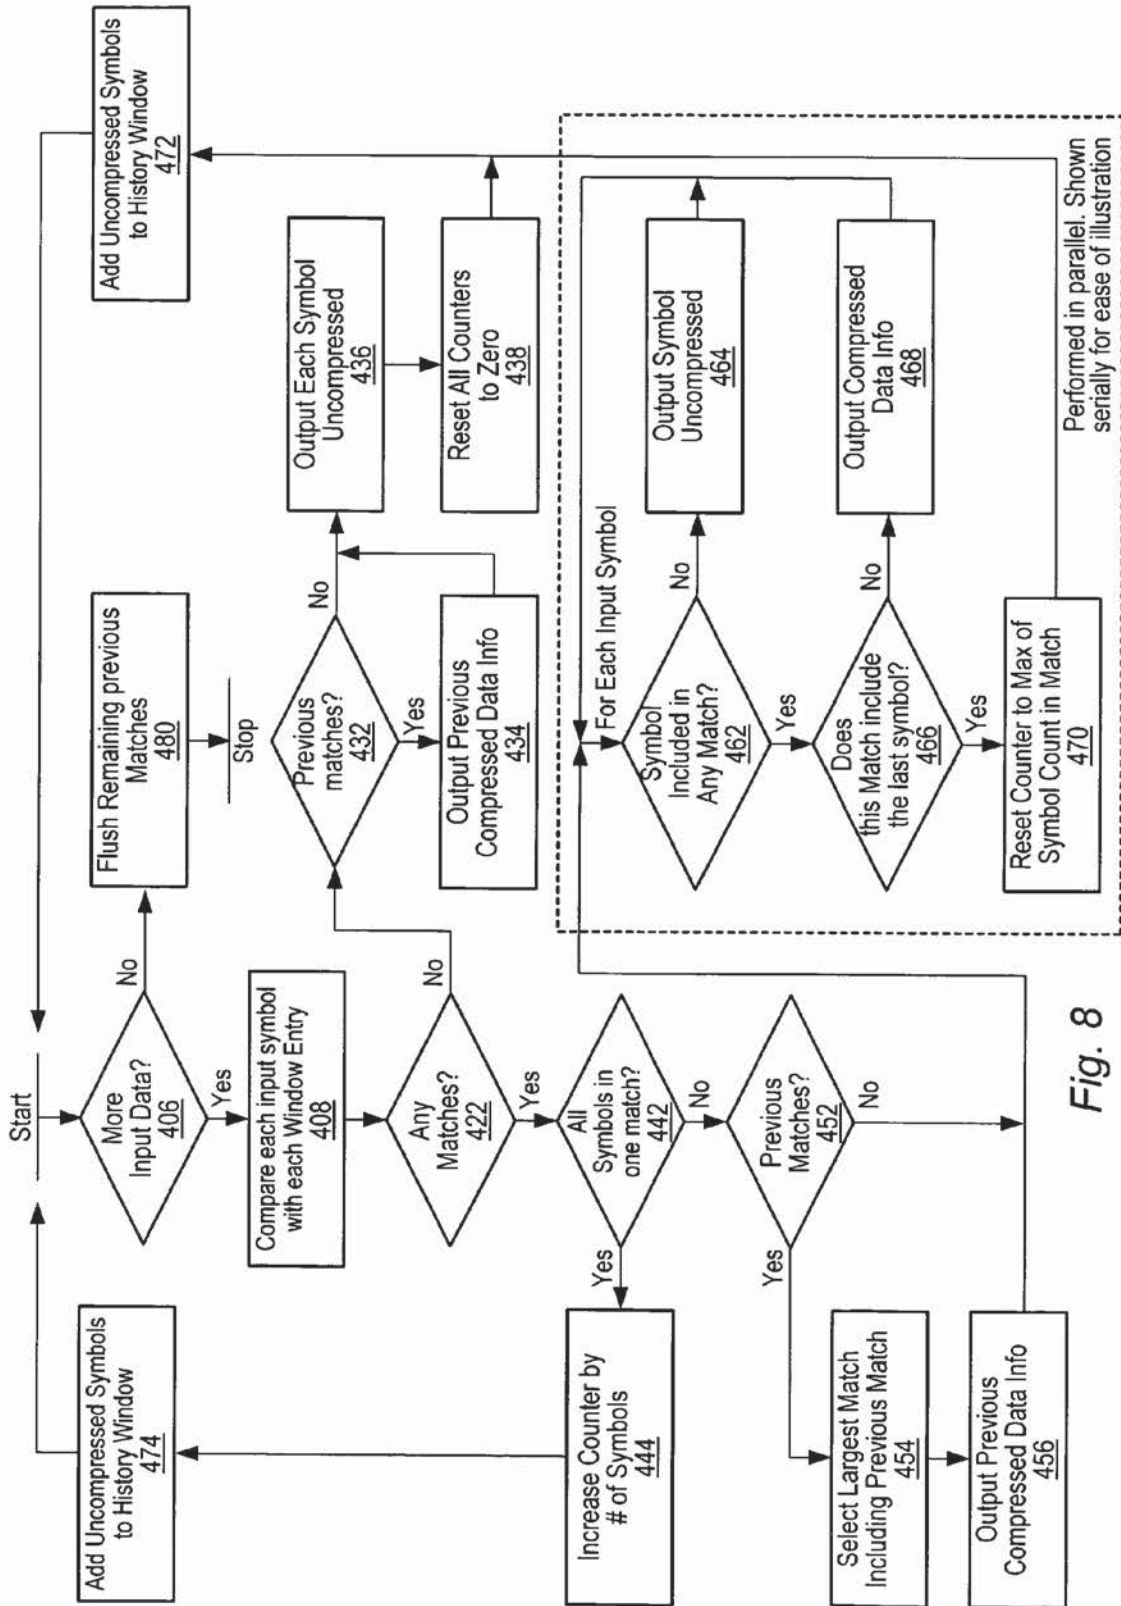 Start
More
Input Data?
406
No
Yes
Flush Remaining previous
Matches
480
Stop
Add Uncompressed Symbols
to History Window
472
Add Uncompressed Symbols
to History Window
474
Compare each input symbol
with each Window Entry
408
Any
Matches?
422
No
Yes
Previous
matches?
432
No
Yes
Output Previous
Compressed Data Info
434
Output Each Symbol
Uncompressed
436
Reset All Counters
to Zero
438
All
Symbols in
one match?
442
Yes
No
Increase Counter by
# of Symbols
444
Previous
Matches?
452
Yes
No
Select Largest Match
Including Previous Match
454
Output Previous
Compressed Data Info
456
For Each Input Symbol
Symbol
Included in
Any Match?
462
No
Yes
Output Symbol
Uncompressed
464
Does
this Match include
the last symbol?
466
No
Yes
Output Compressed
Data Info
468
Reset Counter to Max of
Symbol Count in Match
470
Performed in parallel. Shown
serially for ease of illustration
Fig. 8